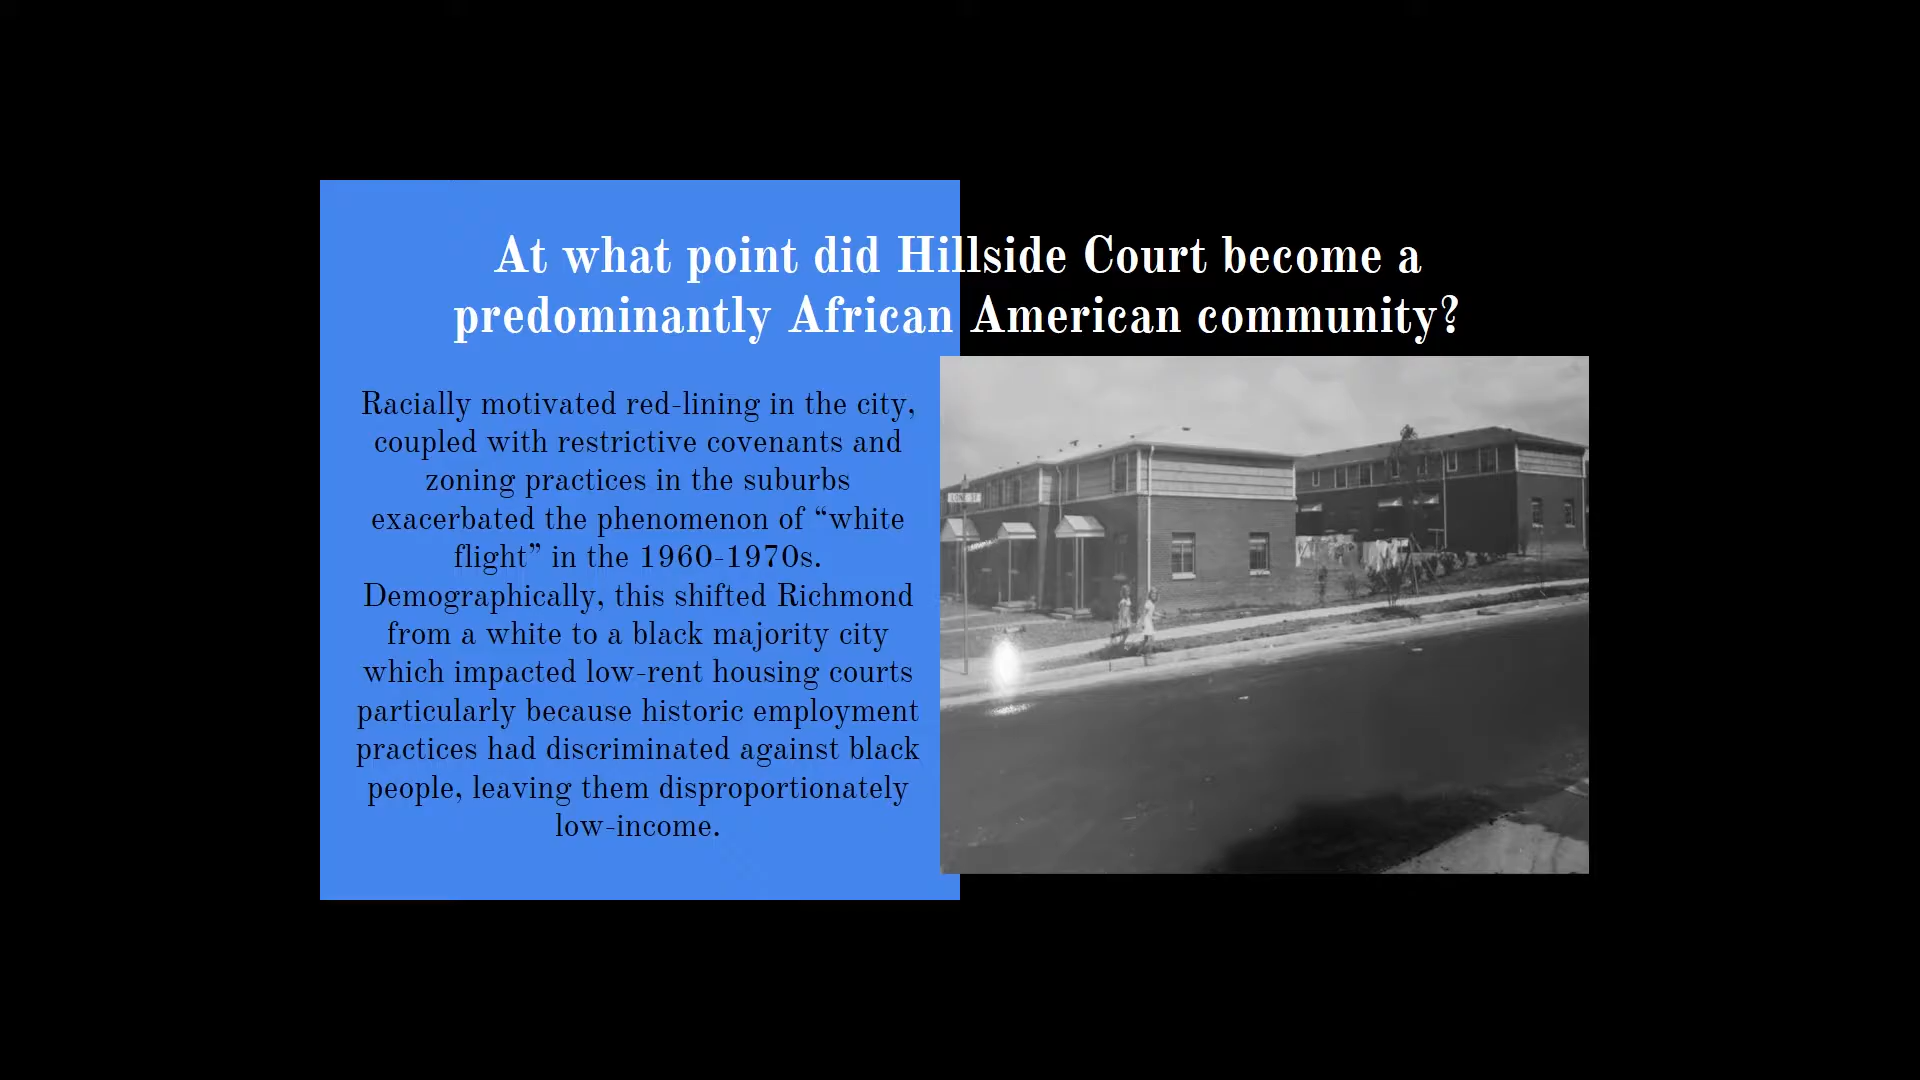 At what point did Hillside Court become a
predominantly African American community?
Racially motivated red-lining in the city,
coupled with restrictive covenants and
zoning practices in the suburbs
exacerbated the phenomenon of “white
flight” in the 1960-1970s.
Demographically, this shifted Richmond
from a white to a black majority city
which impacted low-rent housing courts
particularly because historic employment
practices had discriminated against black
people, leaving them disproportionately
low-income.